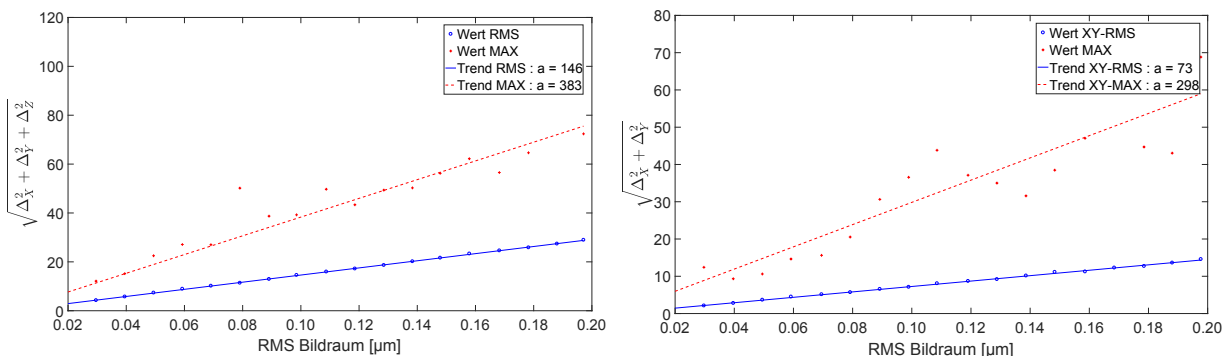 120
100
80
60
40
20
0
0.02 0.04 0.06 0.08 0.10 0.12 0.14 0.16 0.18 0.20
RMS Bildraum [µm]
√Δ²X + Δ²Y + Δ²Z
Wert RMS
Wert MAX
Trend RMS : a = 146
Trend MAX : a = 383
80
70
60
50
40
30
20
10
0
0.02 0.04 0.06 0.08 0.10 0.12 0.14 0.16 0.18 0.20
RMS Bildraum [µm]
√Δ²X + Δ²Y
Wert XY-RMS
Wert MAX
Trend XY-RMS : a = 73
Trend XY-MAX : a = 298